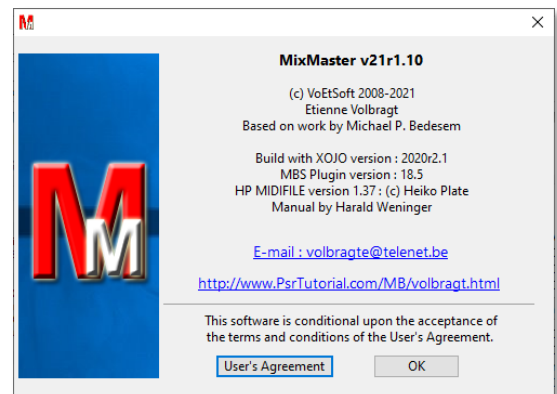 MixMaster v21r1.10
(c) VoEtSoft 2008-2021
Etienne Volbragt
Based on work by Michael P. Bedesem
Build with XOJO version : 2020r2.1
MBS Plugin version : 18.5
HP MIDIFILE version 1.37 : (c) Heiko Plate
Manual by Harald Weninger
E-mail : volbragte@telenet.be
http://www.PsrTutorial.com/MB/volbragt.html
This software is conditional upon the acceptance of
the terms and conditions of the User's Agreement.
User's Agreement
OK